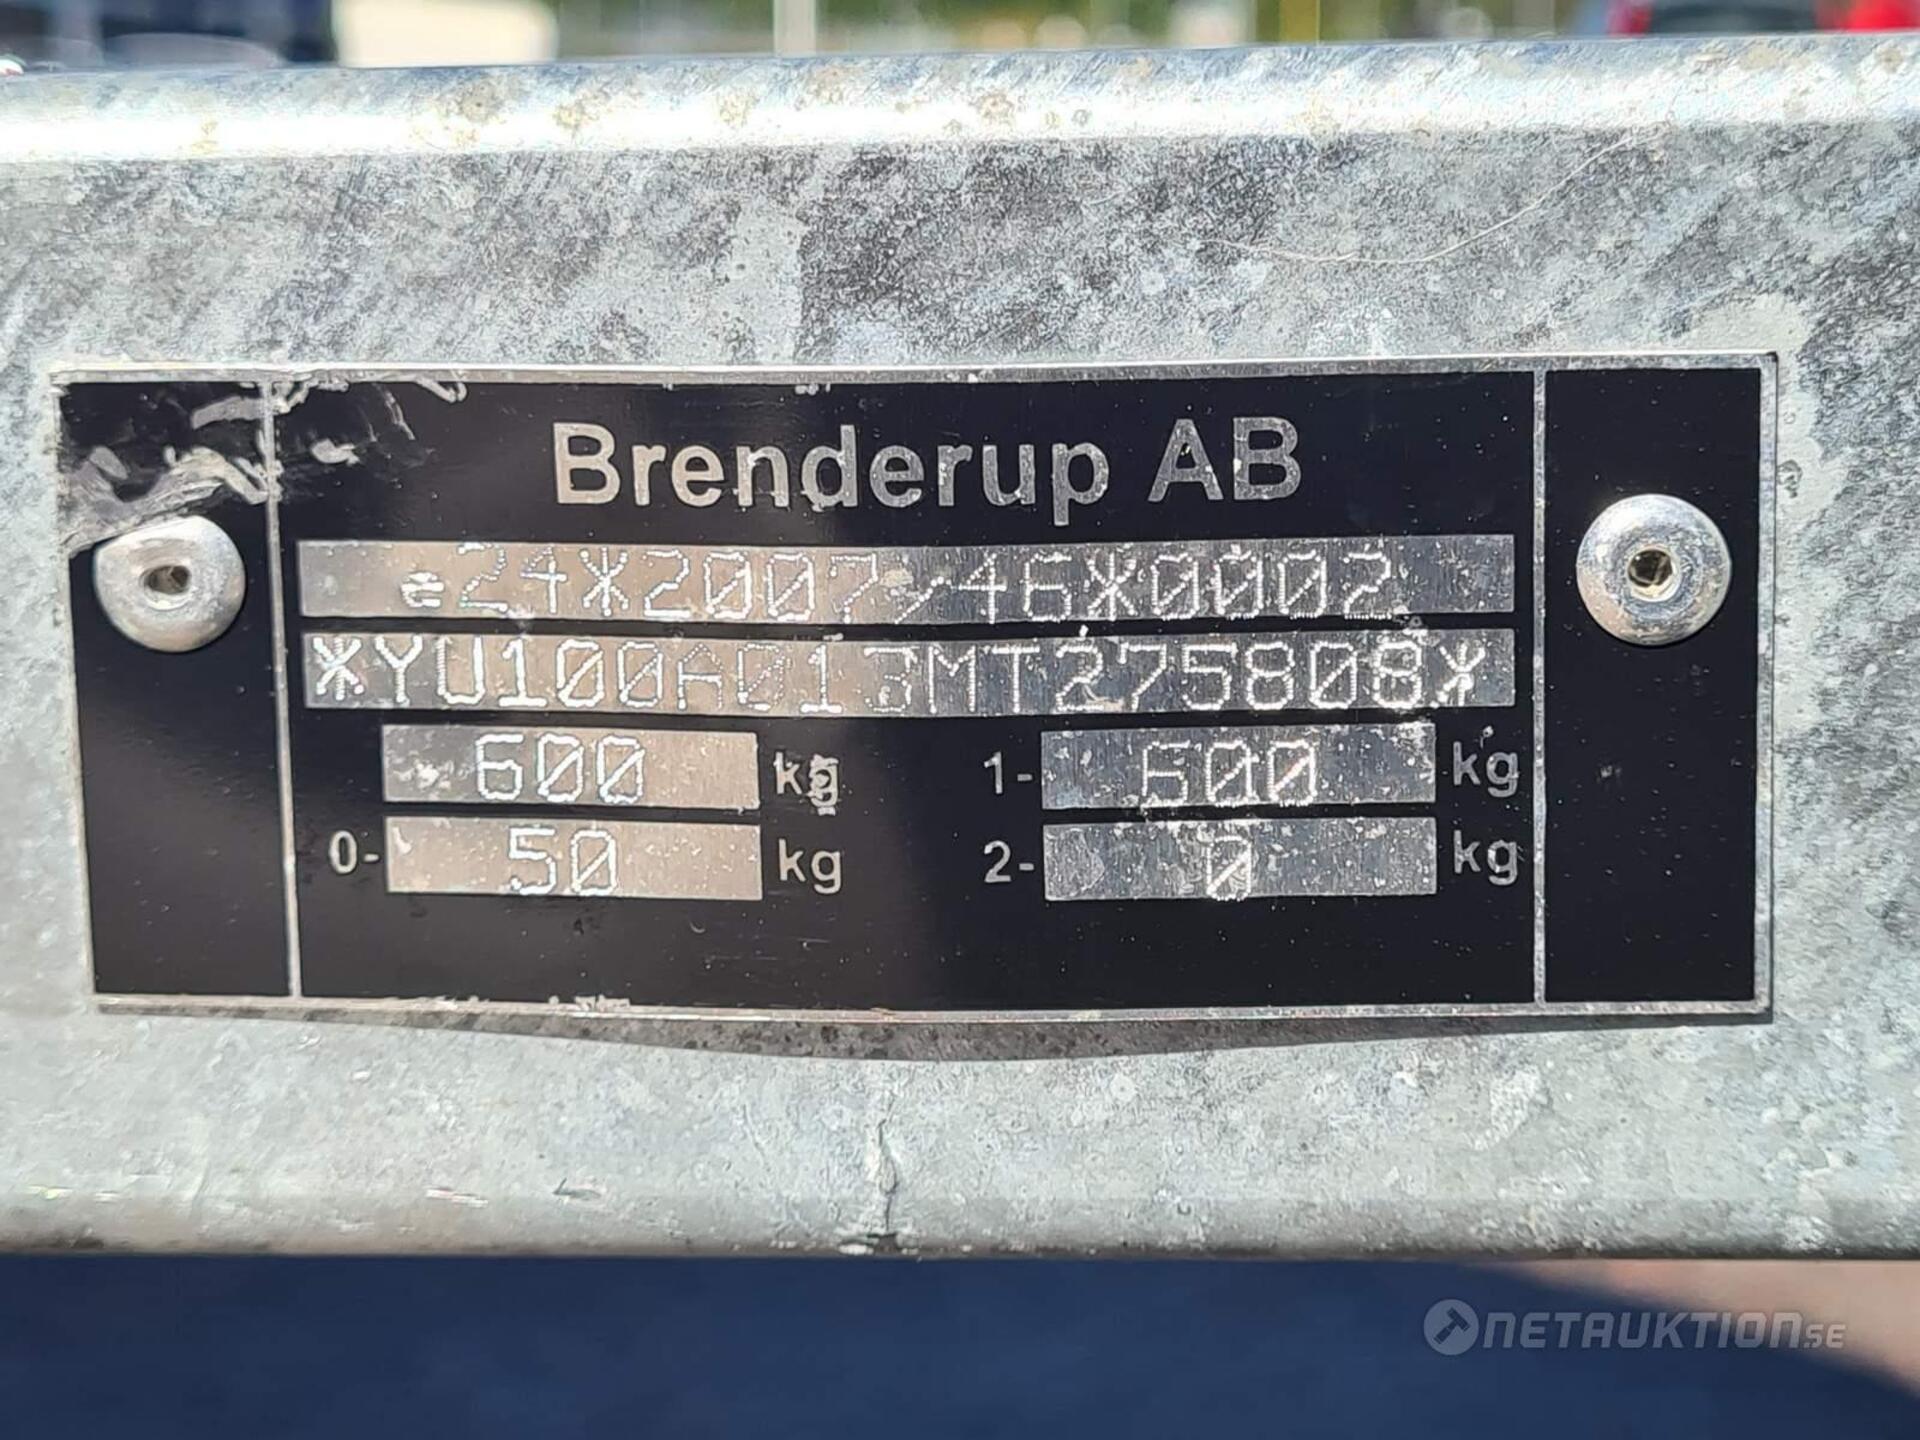 Brenderup AB
e24*2007/46*0002
*YU100A013MT275808*
600 kg 1- 600 kg
0- 50 kg 2- 0 kg
NETAUKTION.SE